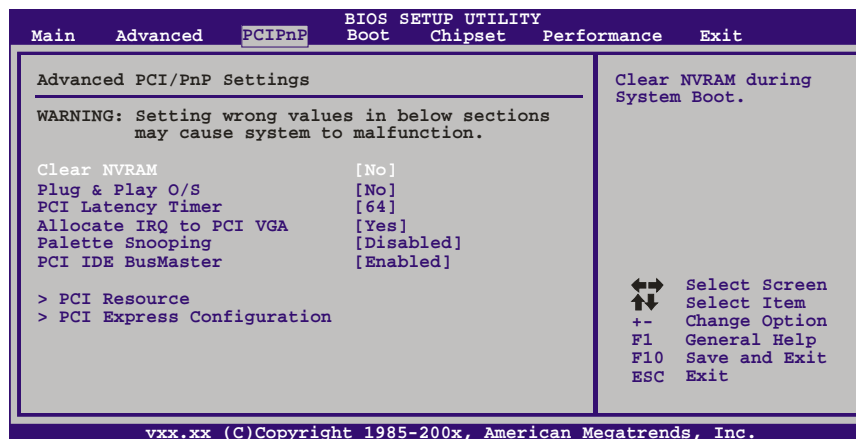 BIOS SETUP UTILITY
Main Advanced PCIPnP Boot Chipset Performance Exit
Advanced PCI/PnP Settings
WARNING: Setting wrong values in below sections
may cause system to malfunction.
Clear NVRAM [No]
Plug & Play O/S [No]
PCI Latency Timer [64]
Allocate IRQ to PCI VGA [Yes]
Palette Snooping [Disabled]
PCI IDE BusMaster [Enabled]
> PCI Resource
> PCI Express Configuration
Clear NVRAM during
System Boot.
Select Screen
Select Item
+- Change Option
F1 General Help
F10 Save and Exit
ESC Exit
vxx.xx (C)Copyright 1985-200x, American Megatrends, Inc.